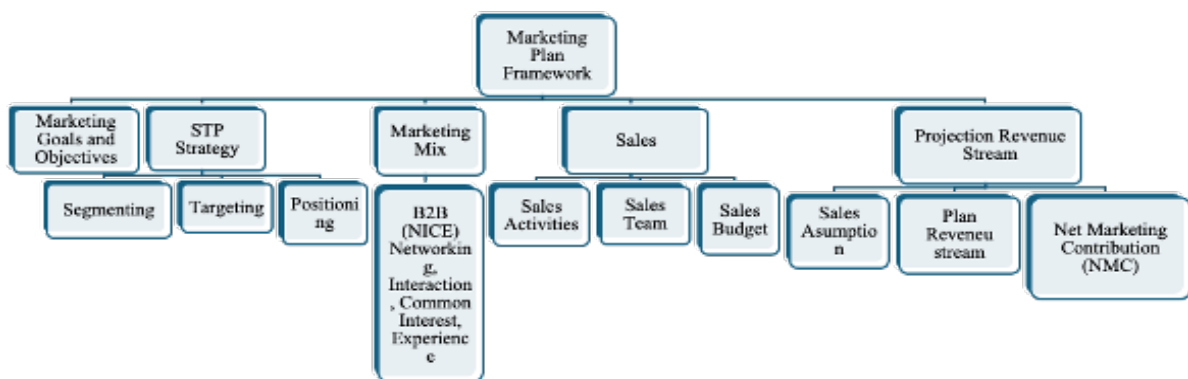 Marketing
Plan
Framework
Marketing
Goals and
Objectives
STP
Strategy
Marketing
Mix
Sales
Projection Revenue
Stream
Segmenting
Targeting
Positioni
ng
B2B
(NICE)
Networkin
g,
Interaction
, Common
Interest,
Experienc
e
Sales
Activities
Sales
Team
Sales
Budget
Sales
Asumptio
n
Plan
Reveneu
stream
Net Marketing
Contribution
(NMC)